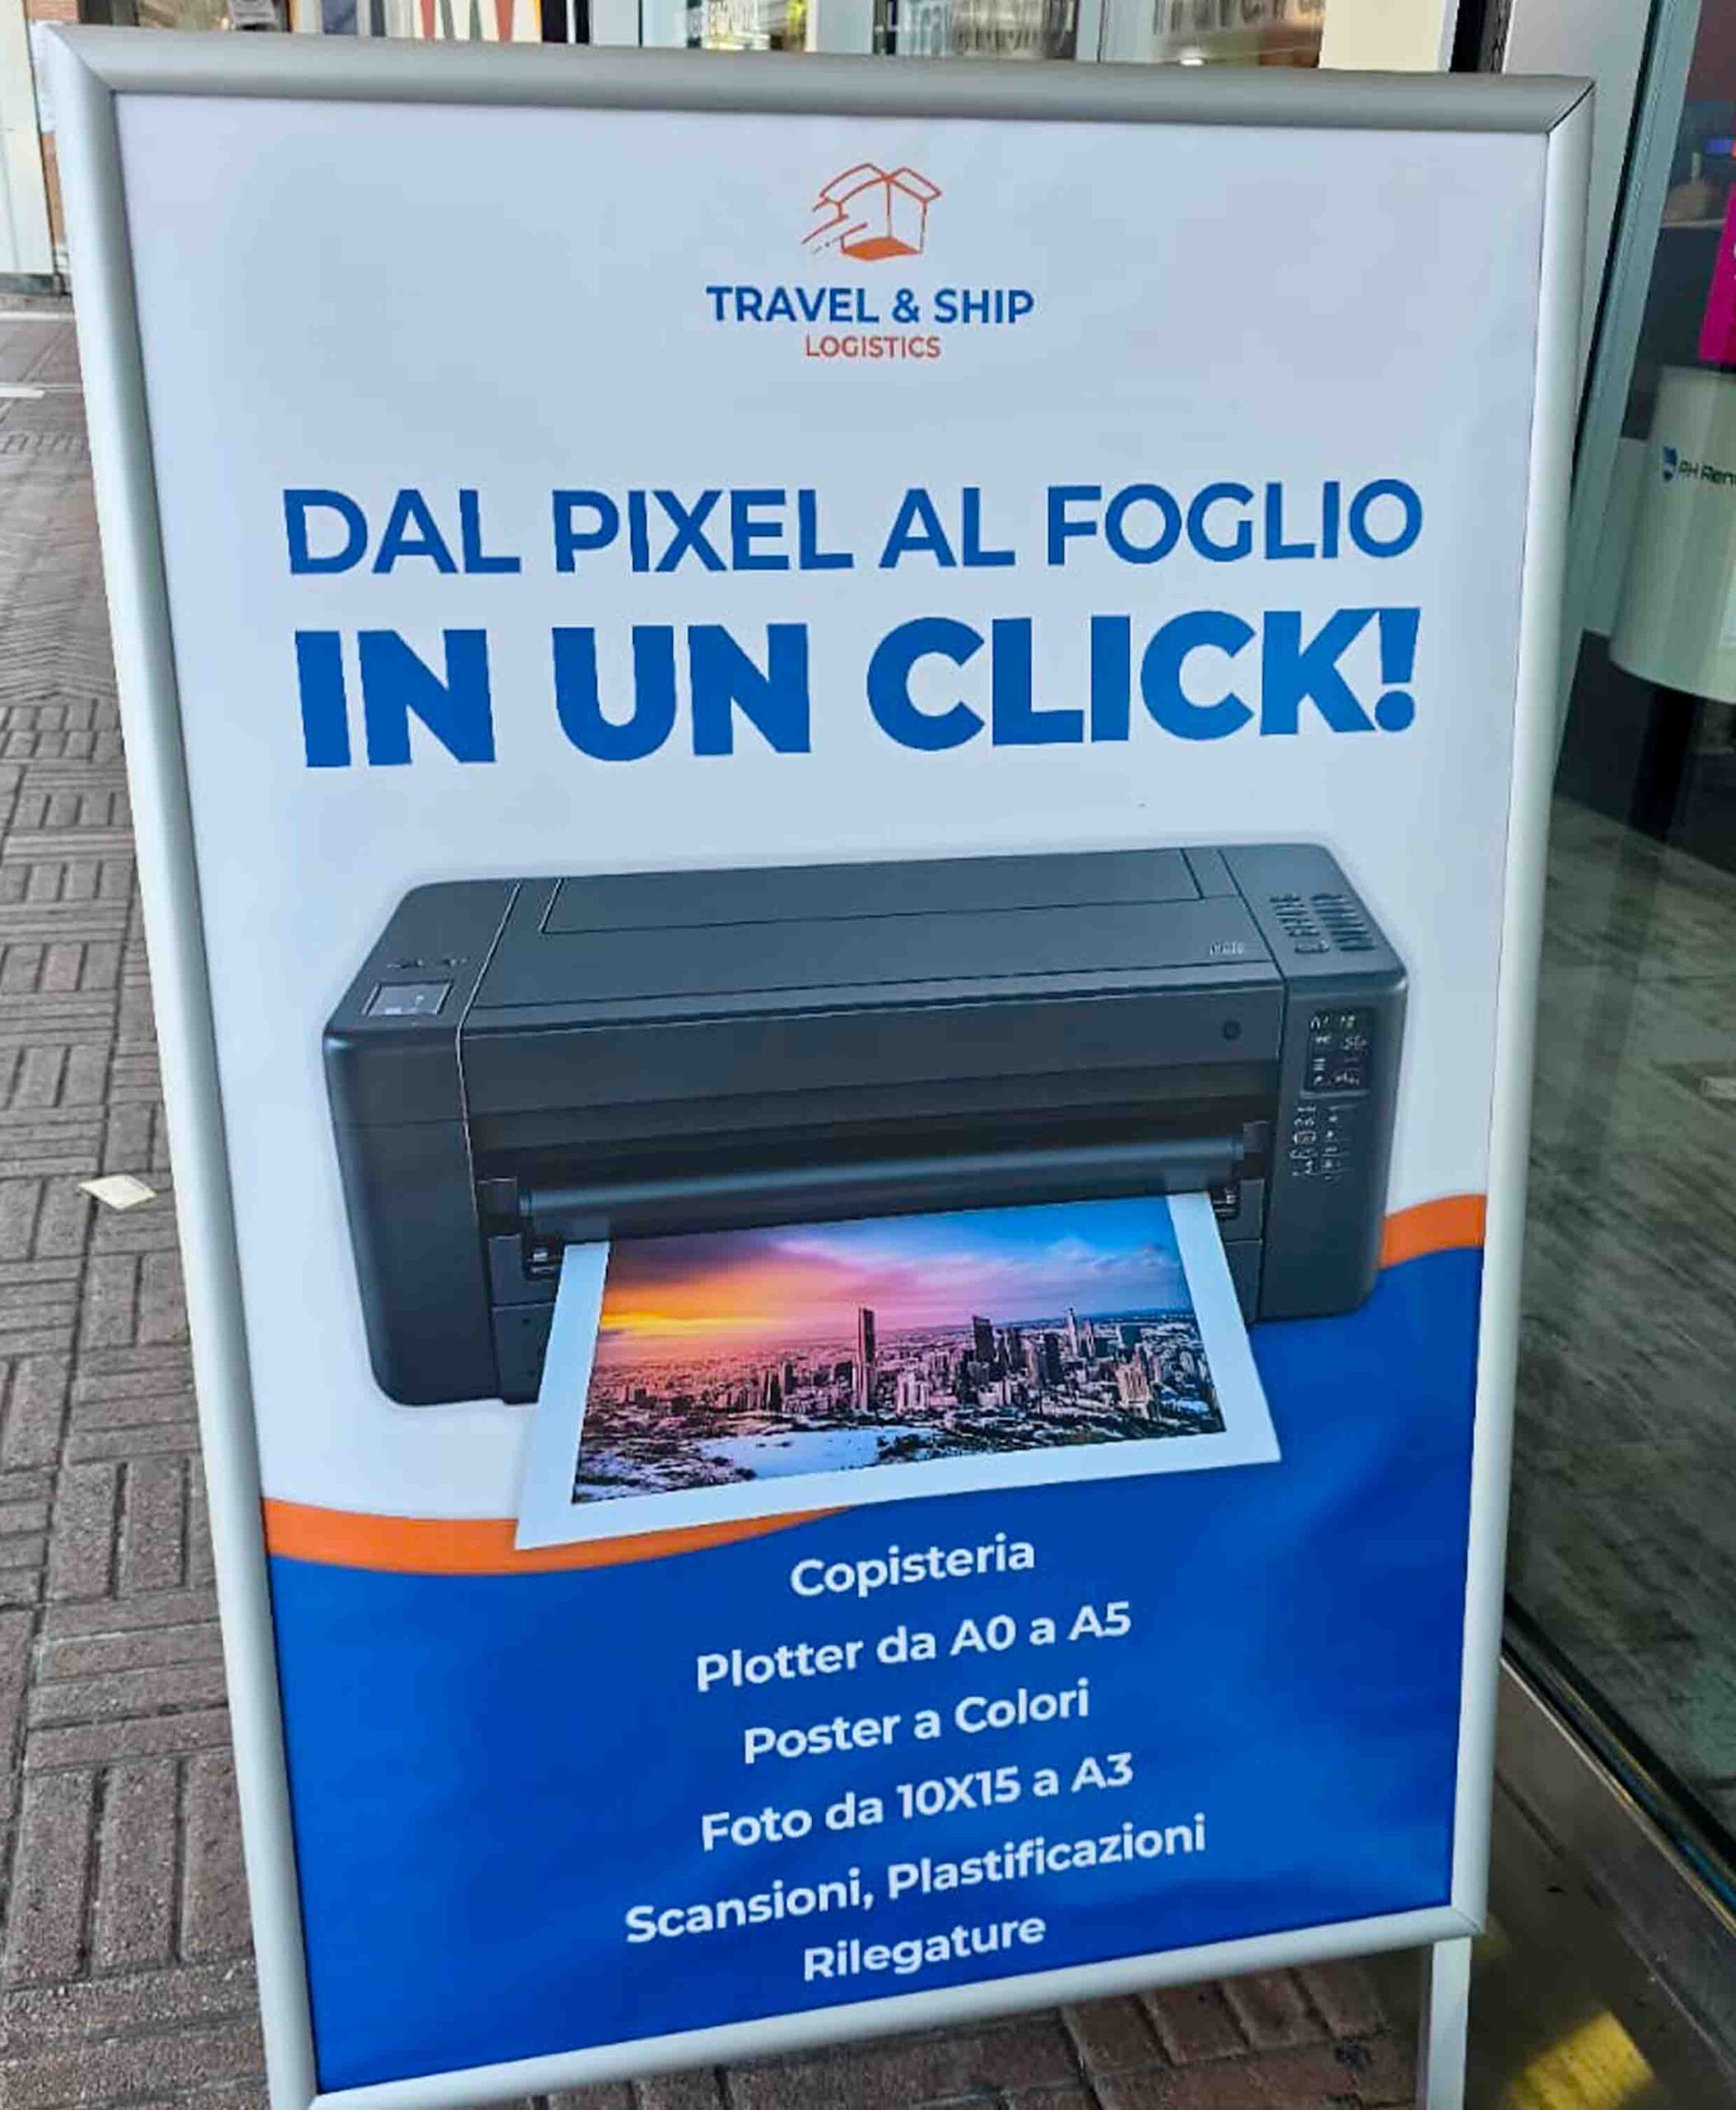 TRAVEL & SHIP
LOGISTICS
DAL PIXEL AL FOGLIO
IN UN CLICK!
Copisteria
Plotter da A0 a A5
Poster a Colori
Foto da 10X15 a A3
Scansioni, Plastificazioni
Rilegature